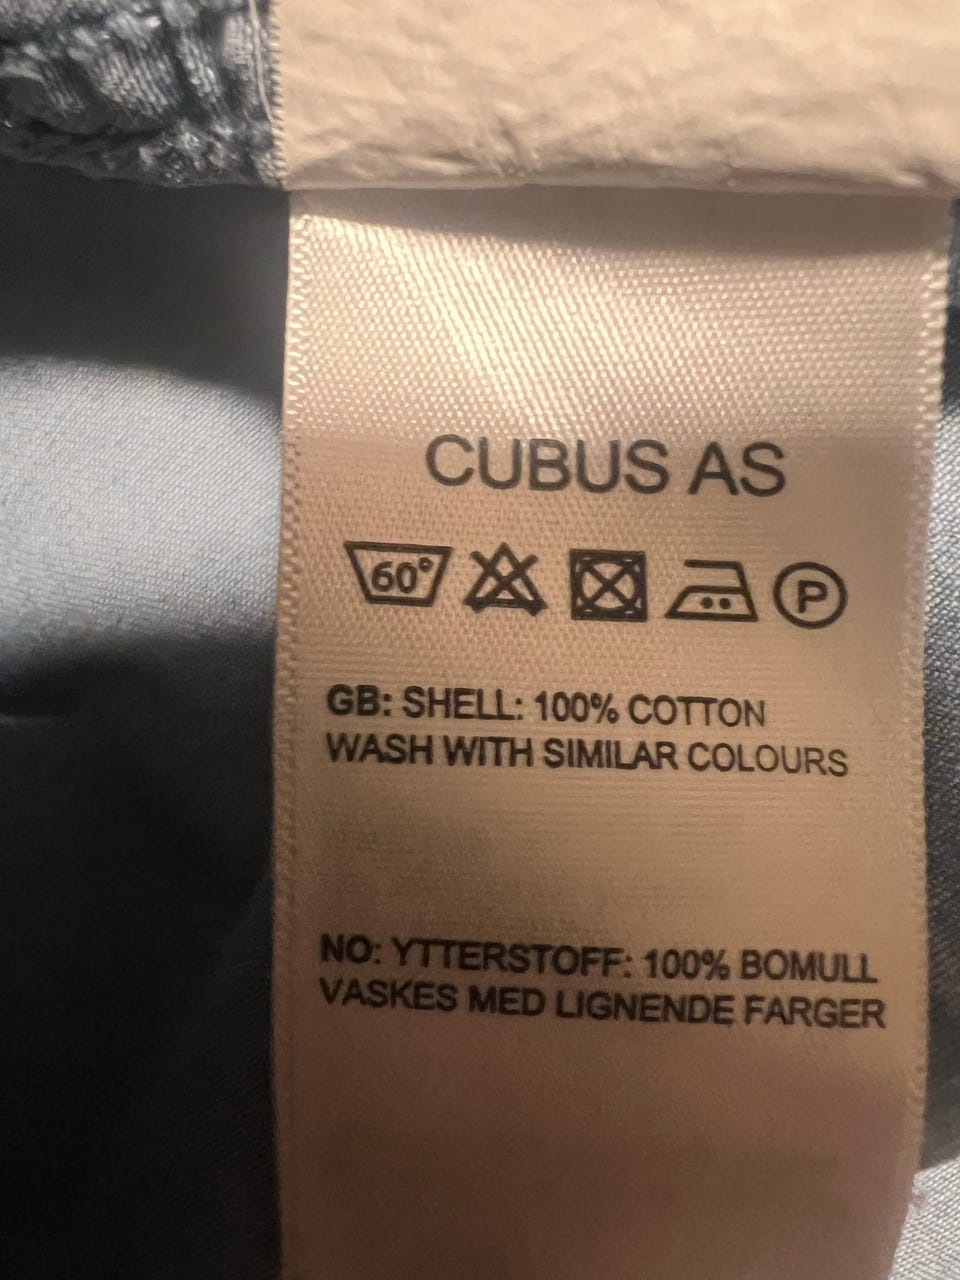 CUBUS AS
60° P
GB: SHELL: 100% COTTON
WASH WITH SIMILAR COLOURS
NO: YTTERSTOFF: 100% BOMULL
VASKES MED LIGNENDE FARGER